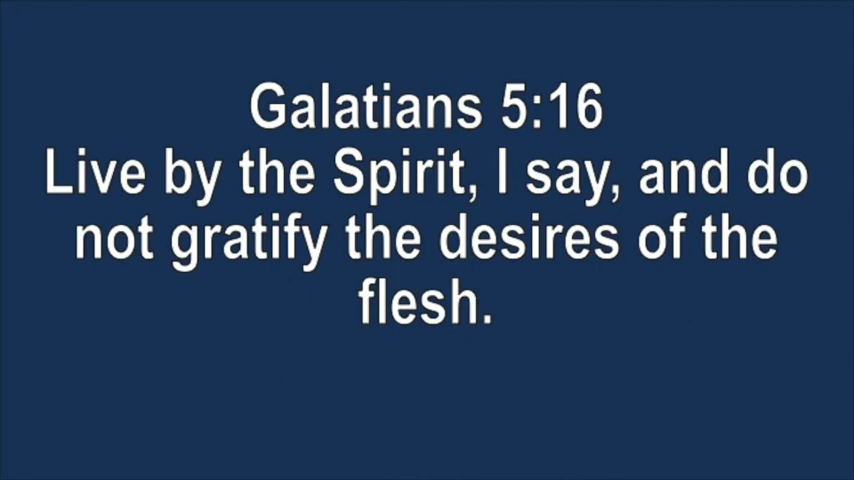 Galatians 5:16
Live by the Spirit, I say, and do
not gratify the desires of the
flesh.